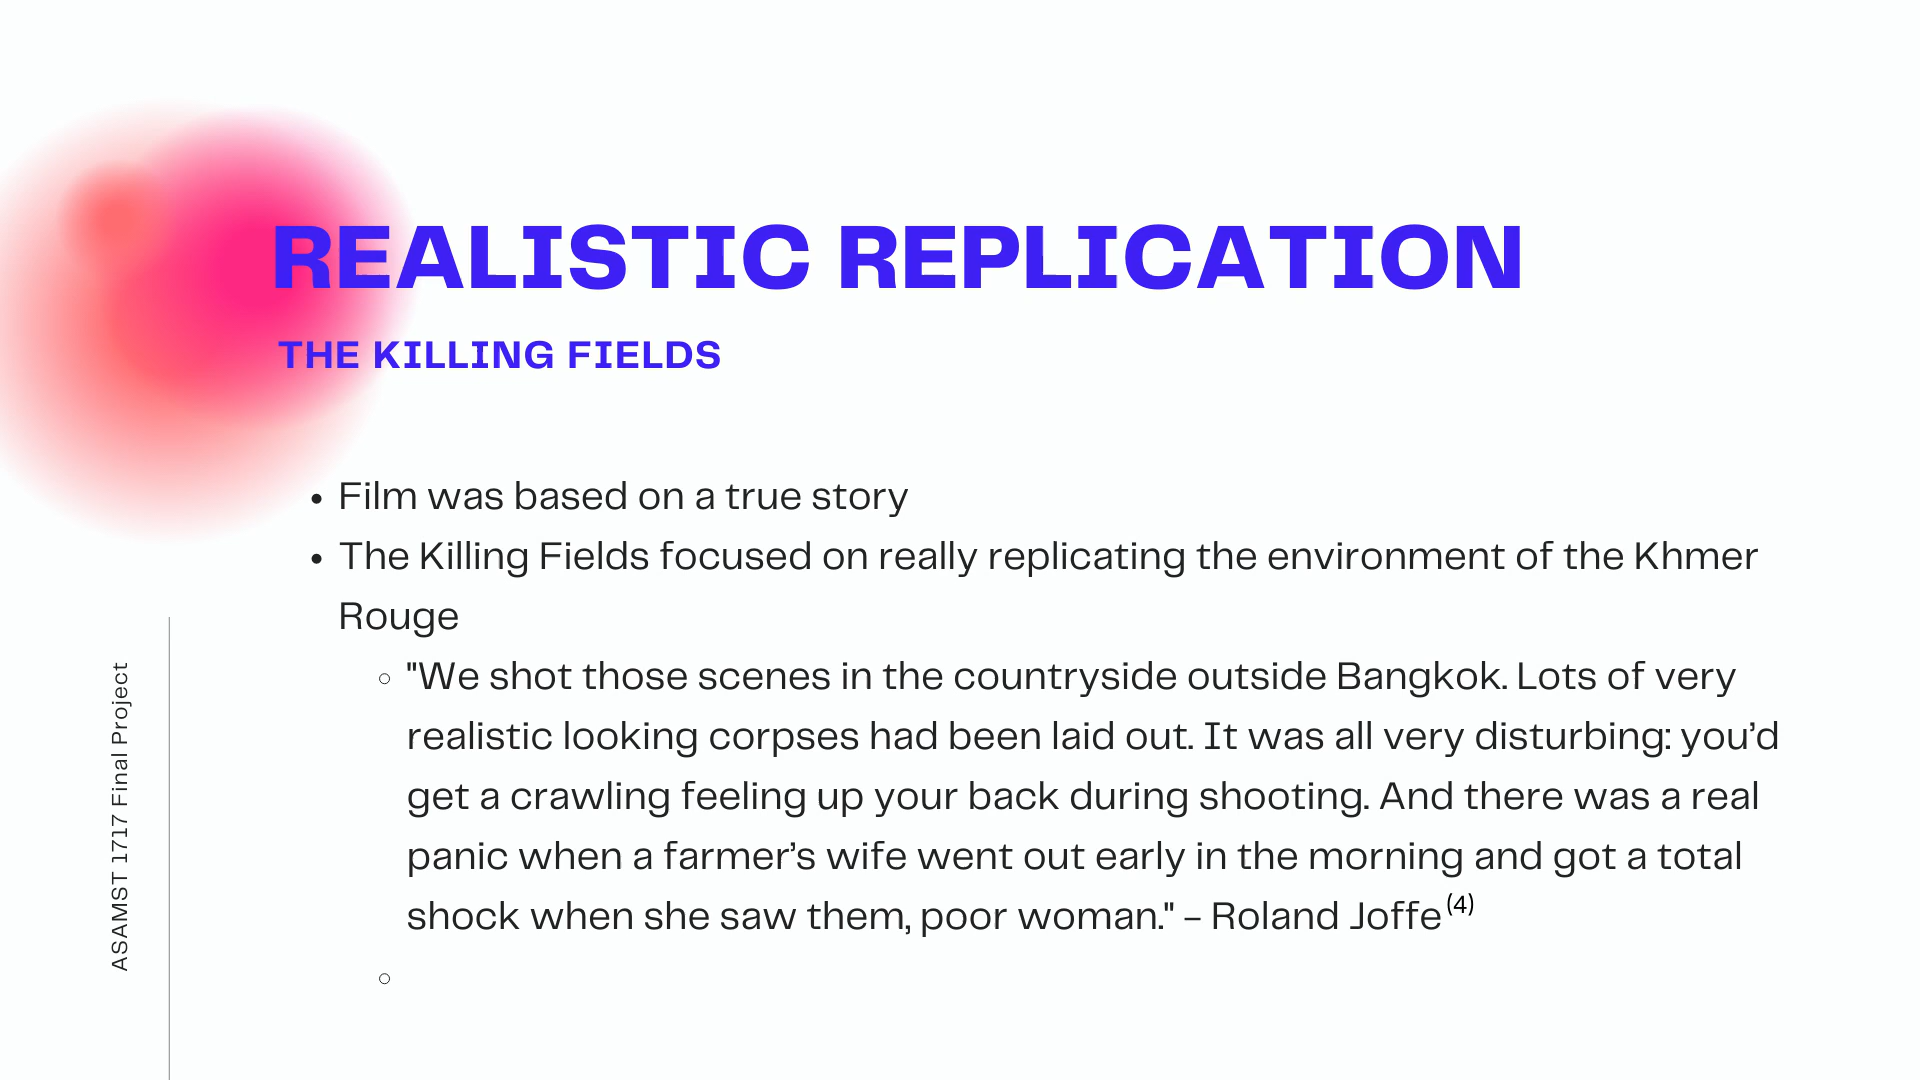 REALISTIC REPLICATION
THE KILLING FIELDS
• Film was based on a true story
• The Killing Fields focused on really replicating the environment of the Khmer
Rouge
○ "We shot those scenes in the countryside outside Bangkok. Lots of very
realistic looking corpses had been laid out. It was all very disturbing: you’d
get a crawling feeling up your back during shooting. And there was a real
panic when a farmer’s wife went out early in the morning and got a total
shock when she saw them, poor woman." – Roland Joffe (4)
○
ASAMST 1717 Final Project